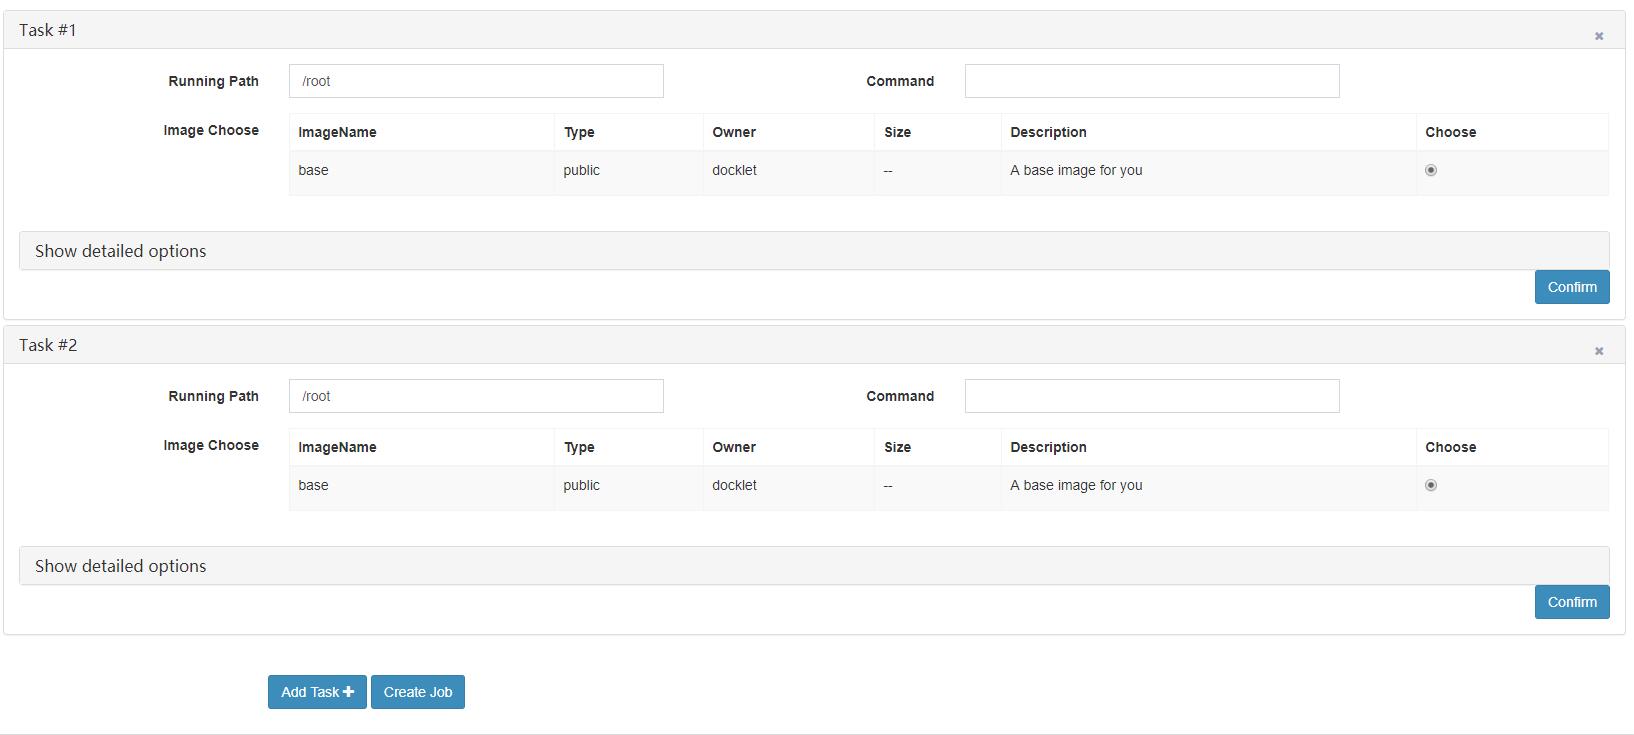 Task #1
Running Path /root Command
Image Choose ImageName Type Owner Size Description Choose
base public docklet -- A base image for you
Show detailed options
Confirm
Task #2
Running Path /root Command
Image Choose ImageName Type Owner Size Description Choose
base public docklet -- A base image for you
Show detailed options
Confirm
Add Task Create Job